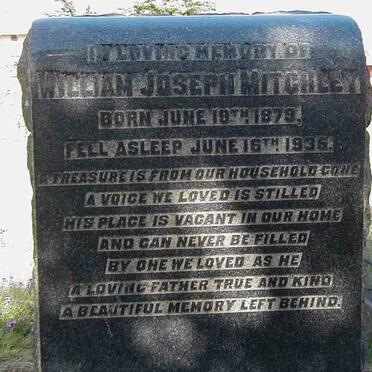 IN LOVING MEMORY OF
WILLIAM JOSEPH MITCHLEY
BORN JUNE 19TH 1879.
FELL ASLEEP JUNE 16TH 1936.
A TREASURE IS FROM OUR HOUSEHOLD GONE
A VOICE WE LOVED IS STILLED
HIS PLACE IS VACANT IN OUR HOME
AND CAN NEVER BE FILLED
BY ONE WE LOVED AS HE
A LOVING FATHER TRUE AND KIND
A BEAUTIFUL MEMORY LEFT BEHIND.